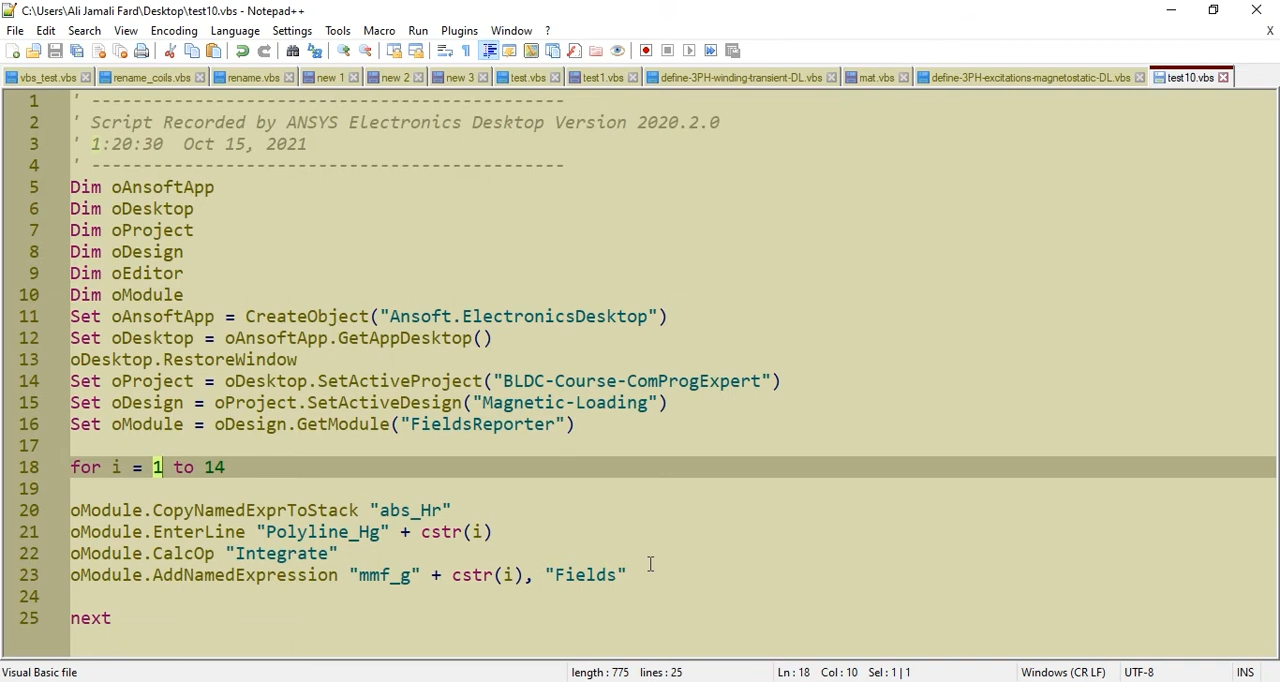 C:\Users\Ali Jamali Fard\Desktop\test10.vbs - Notepad++
File Edit Search View Encoding Language Settings Tools Macro Run Plugins Window ? X
vbs_test.vbs rename_coils.vbs rename.vbs new 1 new 2 new 3 test.vbs test1.vbs define-3PH-winding-transient-DL.vbs mat.vbs define-3PH-excitations-magnetostatic-DL.vbs test10.vbs
1 ' ----------------------------------------------
2 ' Script Recorded by ANSYS Electronics Desktop Version 2020.2.0
3 ' 1:20:30 Oct 15, 2021
4 ' ----------------------------------------------
5 Dim oAnsoftApp
6 Dim oDesktop
7 Dim oProject
8 Dim oDesign
9 Dim oEditor
10 Dim oModule
11 Set oAnsoftApp = CreateObject("Ansoft.ElectronicsDesktop")
12 Set oDesktop = oAnsoftApp.GetAppDesktop()
13 oDesktop.RestoreWindow
14 Set oProject = oDesktop.SetActiveProject("BLDC-Course-ComProgExpert")
15 Set oDesign = oProject.SetActiveDesign("Magnetic-Loading")
16 Set oModule = oDesign.GetModule("FieldsReporter")
17
18 for i = 1 to 14
19
20 oModule.CopyNamedExprToStack "abs_Hr"
21 oModule.EnterLine "Polyline_Hg" + cstr(i)
22 oModule.CalcOp "Integrate"
23 oModule.AddNamedExpression "mmf_g" + cstr(i), "Fields"
24
25 next
Visual Basic file length : 775 lines : 25 Ln : 18 Col : 10 Sel : 1 | 1 Windows (CR LF) UTF-8 INS